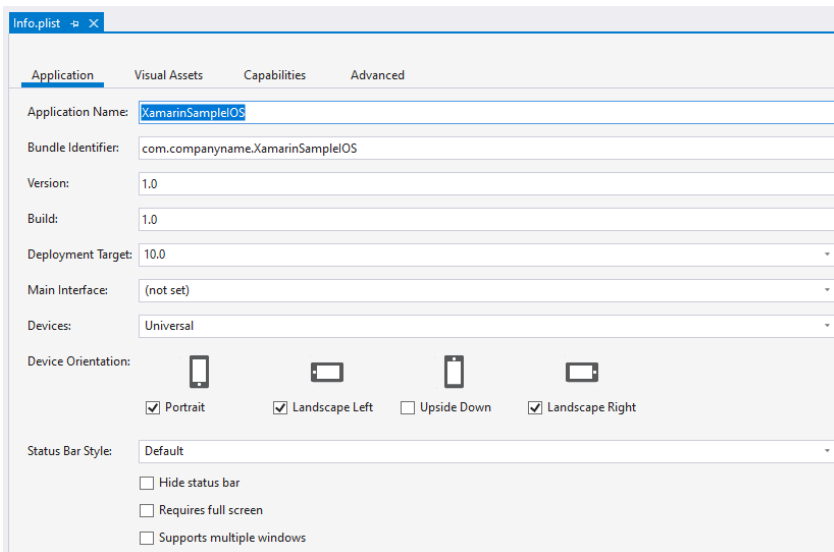 Info.plist
Application Visual Assets Capabilities Advanced
Application Name: XamarinSampleIOS
Bundle Identifier: com.companyname.XamarinSampleIOS
Version: 1.0
Build: 1.0
Deployment Target: 10.0
Main Interface: (not set)
Devices: Universal
Device Orientation:
Portrait Landscape Left Upside Down Landscape Right
Status Bar Style: Default
Hide status bar
Requires full screen
Supports multiple windows